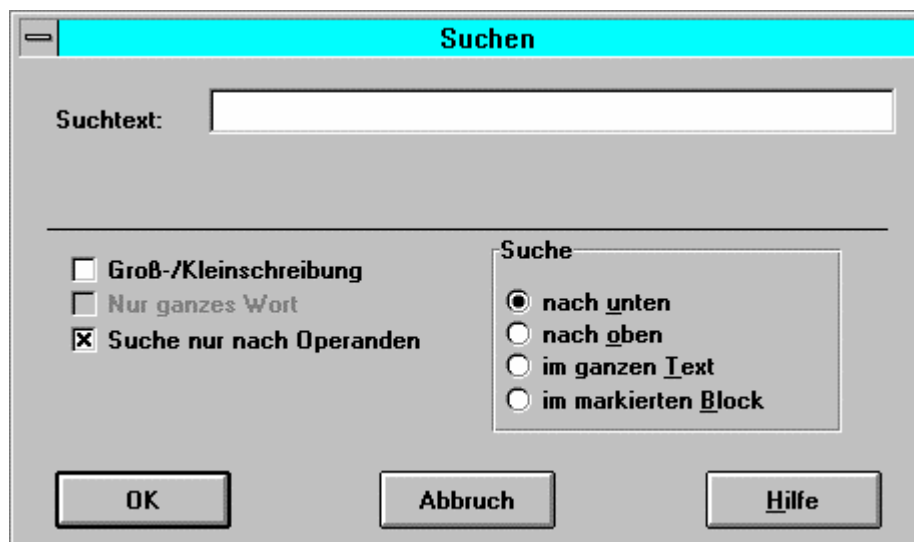 Suchen
Suchtext:
Groß-/Kleinschreibung
Nur ganzes Wort
Suche nur nach Operanden
Suche
nach unten
nach oben
im ganzen Text
im markierten Block
OK
Abbruch
Hilfe